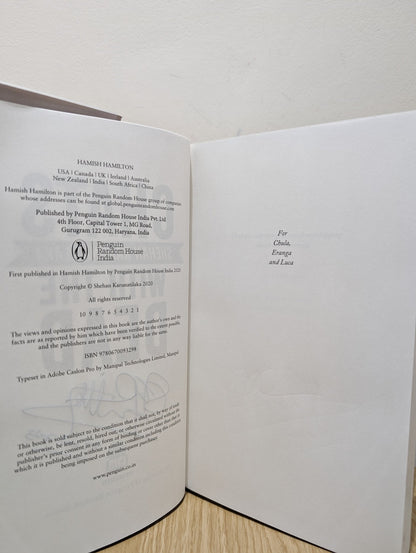 HAMISH HAMILTON
USA | Canada | UK | Ireland | Australia
New Zealand | India | South Africa | China
Hamish Hamilton is part of the Penguin Random House group of companies
whose addresses can be found at global.penguinrandomhouse.com
Published by Penguin Random House India Pvt. Ltd
4th Floor, Capital Tower 1, MG Road,
Gurugram 122 002, Haryana, India
Penguin
Random House
India
First published in Hamish Hamilton by Penguin Random House India 2020
Copyright © Shehan Karunatilaka 2020
All rights reserved
10 9 8 7 6 5 4 3 2 1
The views and opinions expressed in this book are the author's own and the
facts are as reported by him which have been verified to the extent possible,
and the publishers are not in any way liable for the same.
ISBN 9780670093298
Typeset in Adobe Caslon Pro by Manipal Technologies Limited, Manipal
This book is sold subject to the condition that it shall not, by way of trade
or otherwise, be lent, resold, hired out, or otherwise circulated without the
publisher's prior consent in any form of binding or cover other than that in
which it is published and without a similar condition including this condition
being imposed on the subsequent purchaser.
www.penguin.co.in
For
Chula,
Eranga
and Luca